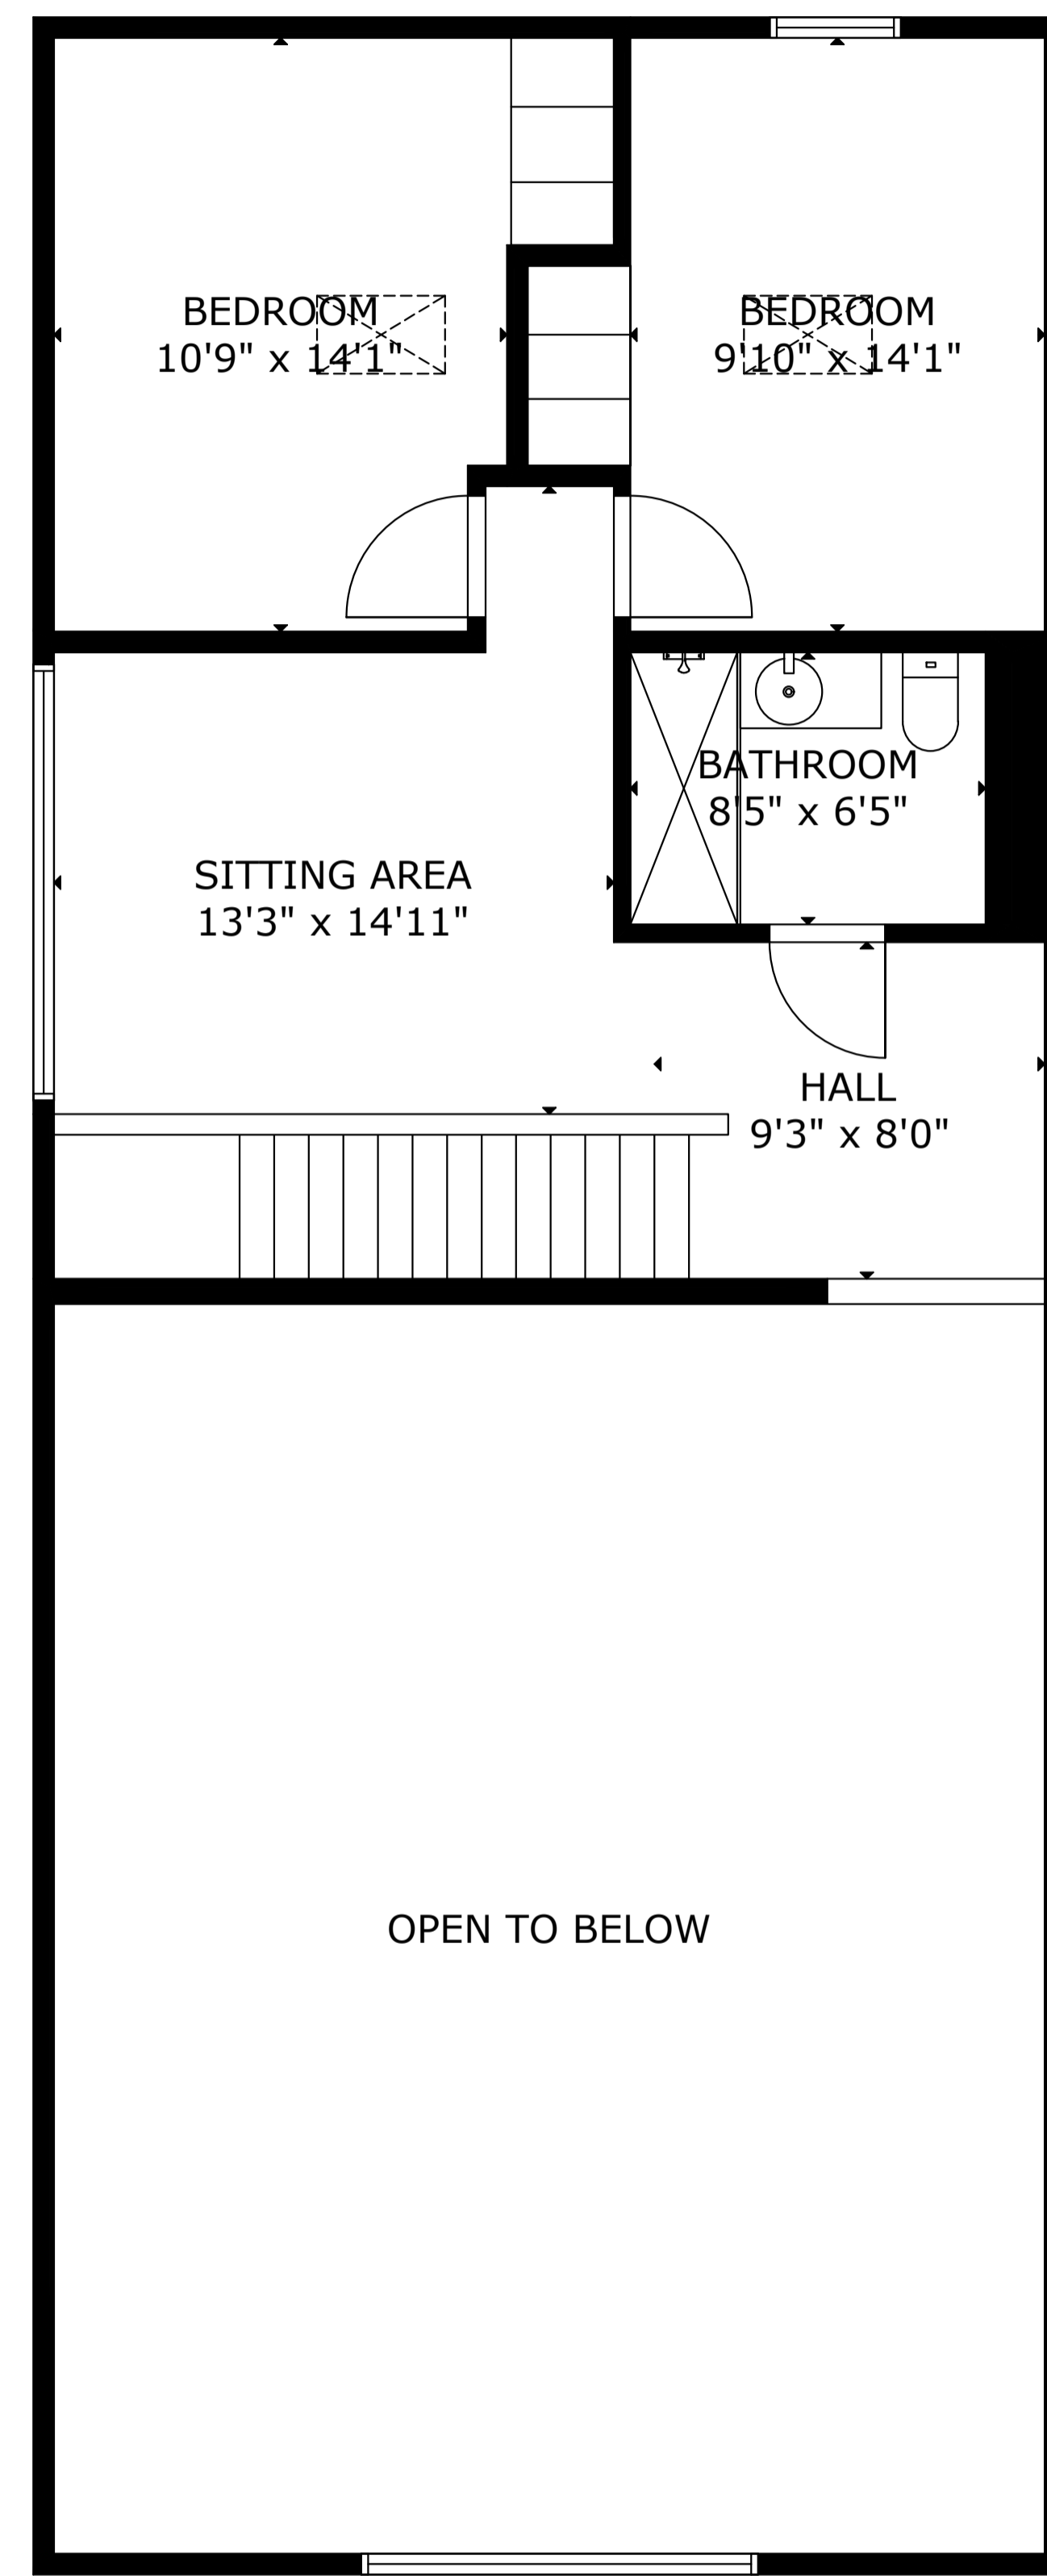 BEDROOM
10'9" x 14'1"
BEDROOM
9'10" x 14'1"
BATHROOM
8'5" x 6'5"
SITTING AREA
13'3" x 14'11"
HALL
9'3" x 8'0"
OPEN TO BELOW